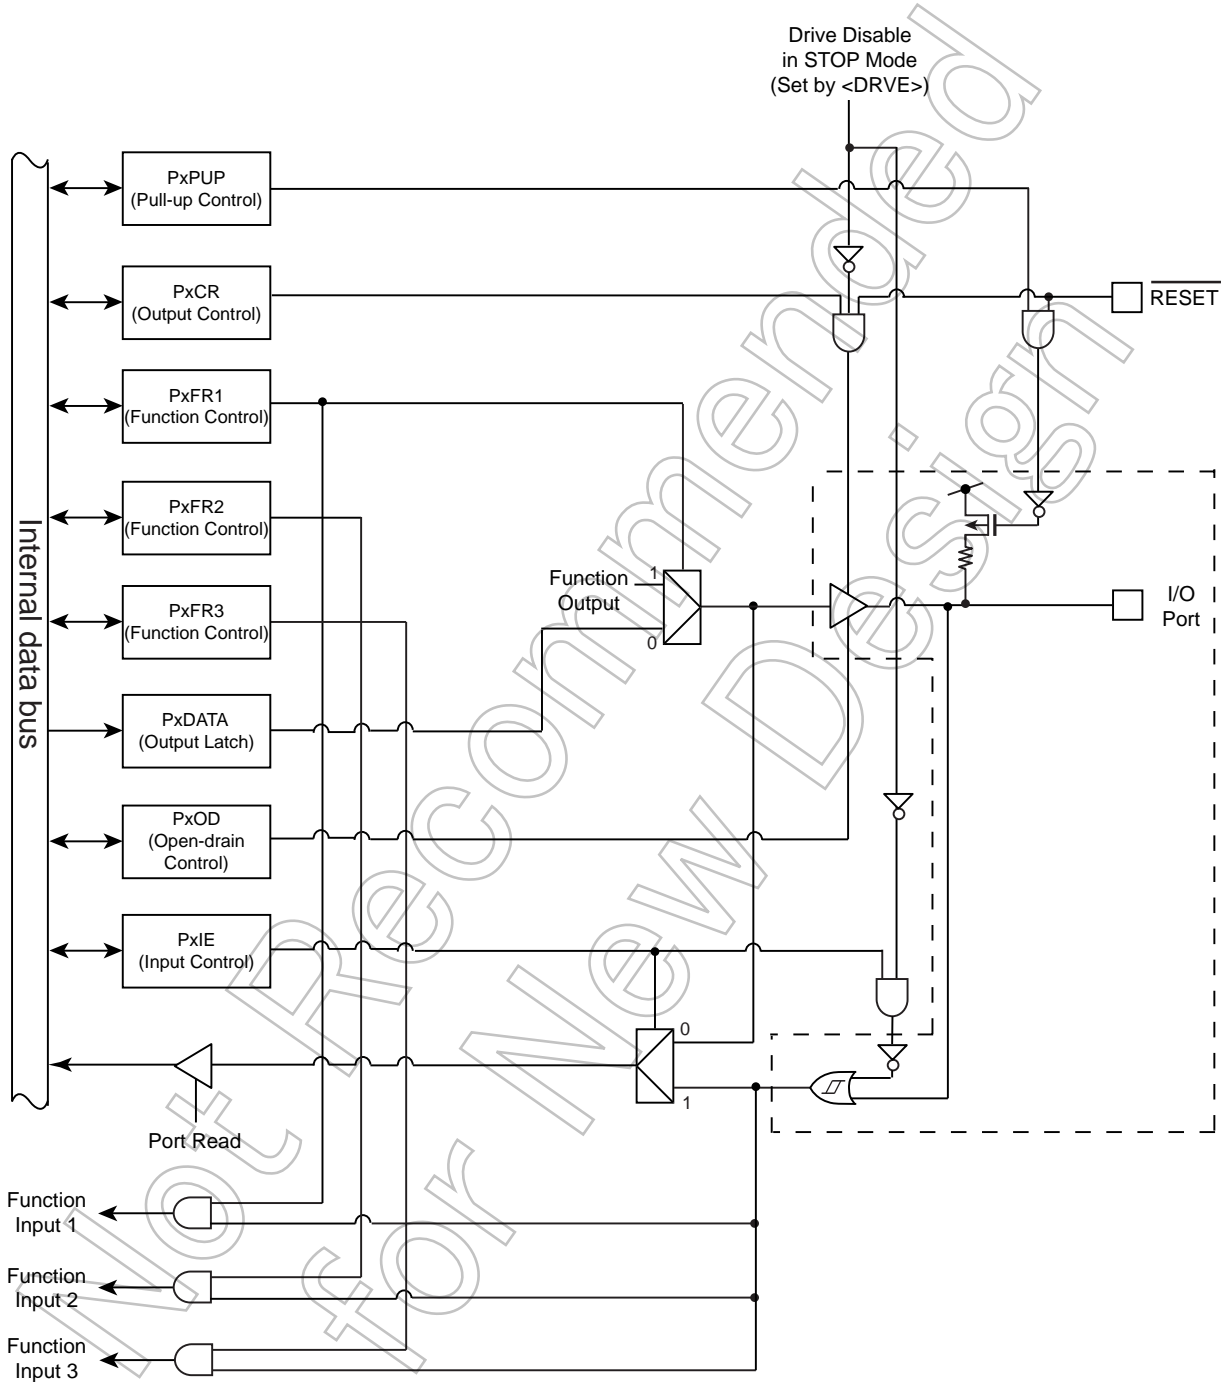 Drive Disable
in STOP Mode
(Set by <DRVE>)
PxPUP
(Pull-up Control)
PxCR
(Output Control)
RESET
PxFR1
(Function Control)
PxFR2
(Function Control)
Internal data bus
PxFR3
(Function Control)
Function
Output
1
0
I/O
Port
PxDATA
(Output Latch)
PxOD
(Open-drain
Control)
PxIE
(Input Control)
0
1
Port Read
Function
Input 1
Function
Input 2
Function
Input 3
Not Recommended
for New Design